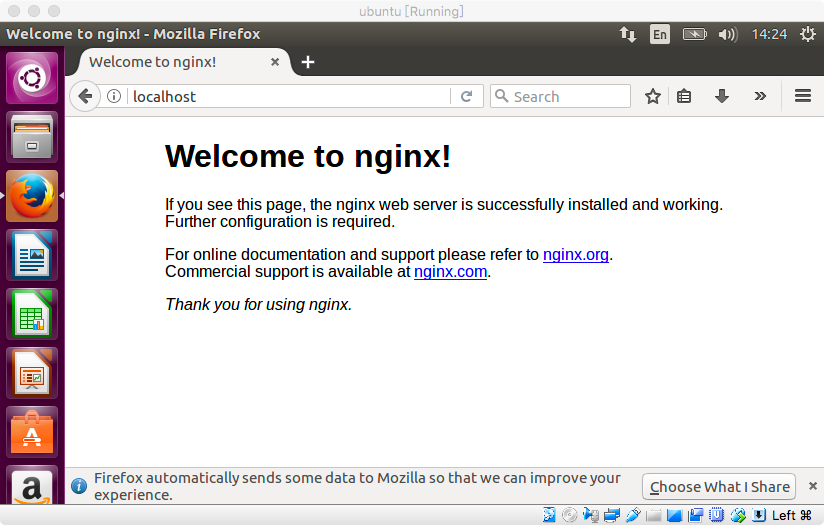 ubuntu [Running]
Welcome to nginx! - Mozilla Firefox
En
14:24
Welcome to nginx!
localhost
Search
Welcome to nginx!
If you see this page, the nginx web server is successfully installed and working.
Further configuration is required.
For online documentation and support please refer to nginx.org.
Commercial support is available at nginx.com.
Thank you for using nginx.
Firefox automatically sends some data to Mozilla so that we can improve your
experience.
Choose What I Share
Left ⌘